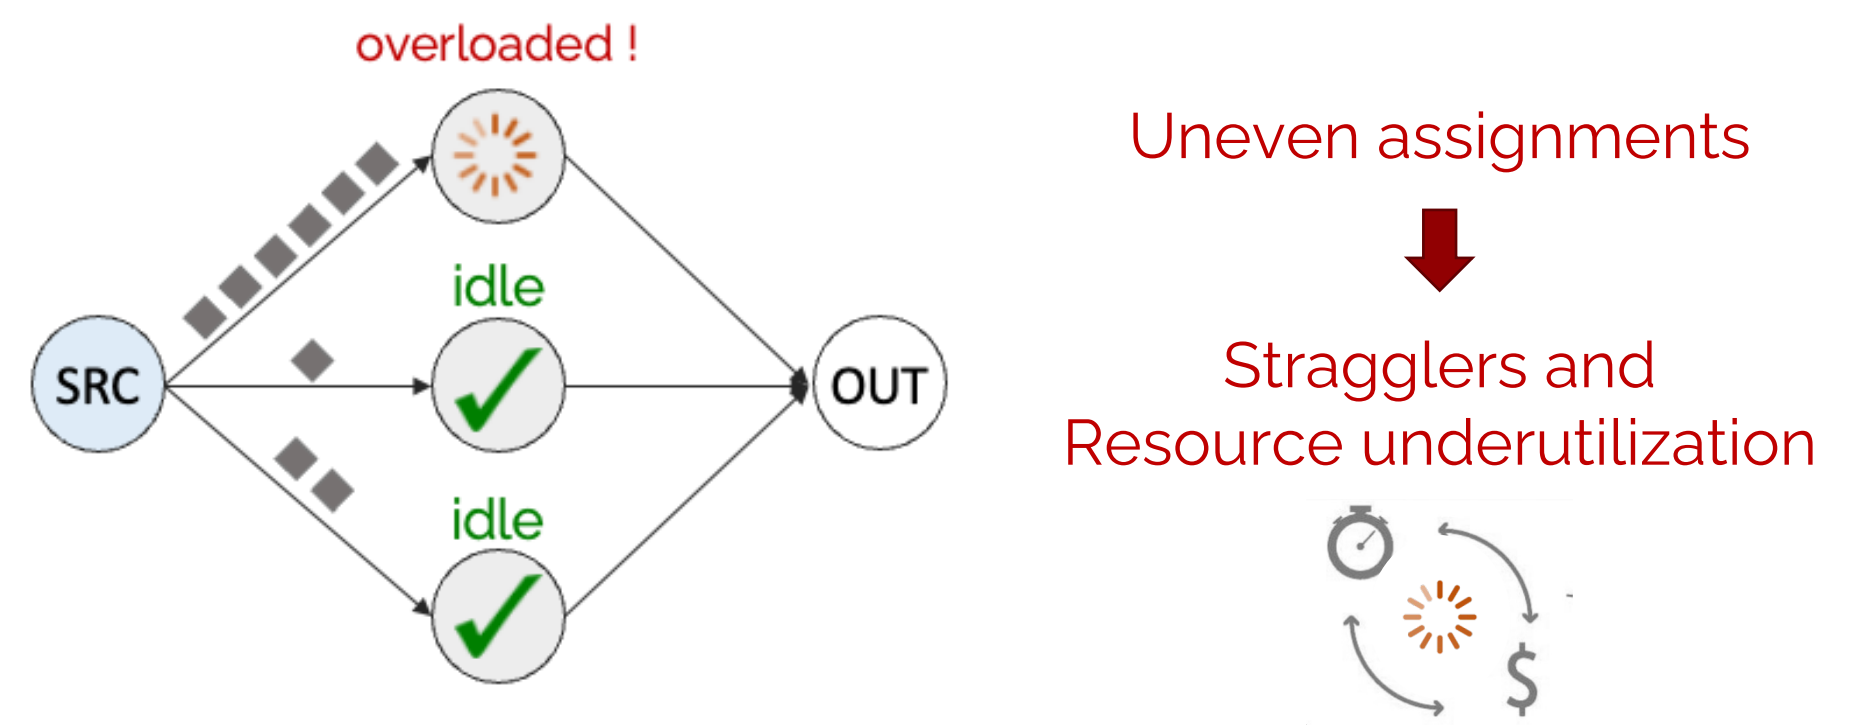 overloaded !
idle
SRC
OUT
idle
Uneven assignments
Stragglers and
Resource underutilization
$